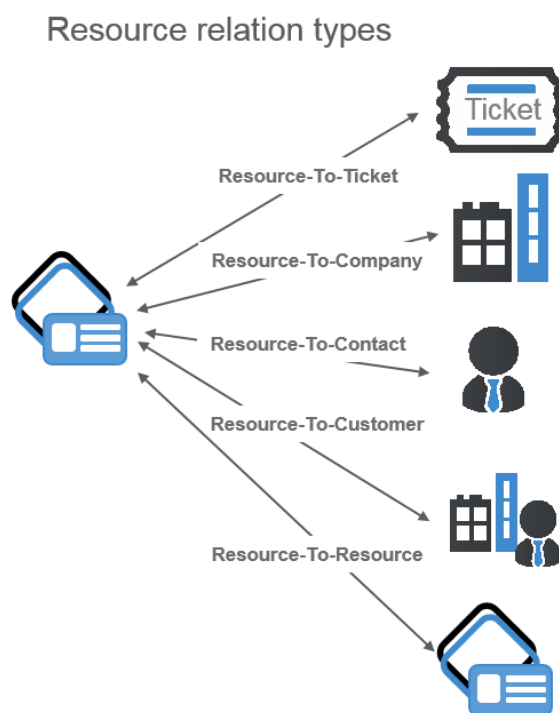 Resource relation types
Ticket
Resource-To-Ticket
Resource-To-Company
Resource-To-Contact
Resource-To-Customer
Resource-To-Resource